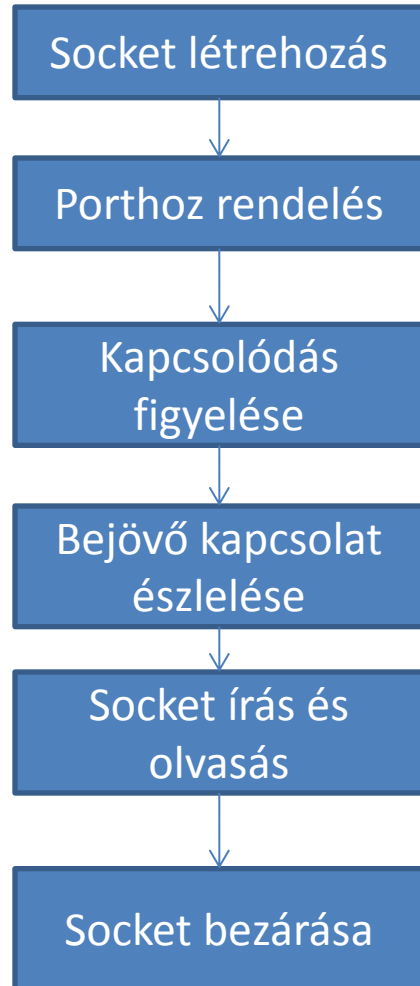 Socket létrehozás
Porthoz rendelés
Kapcsolódás
figyelése
Bejövő kapcsolat
észlelése
Socket írás és
olvasás
Socket bezárása